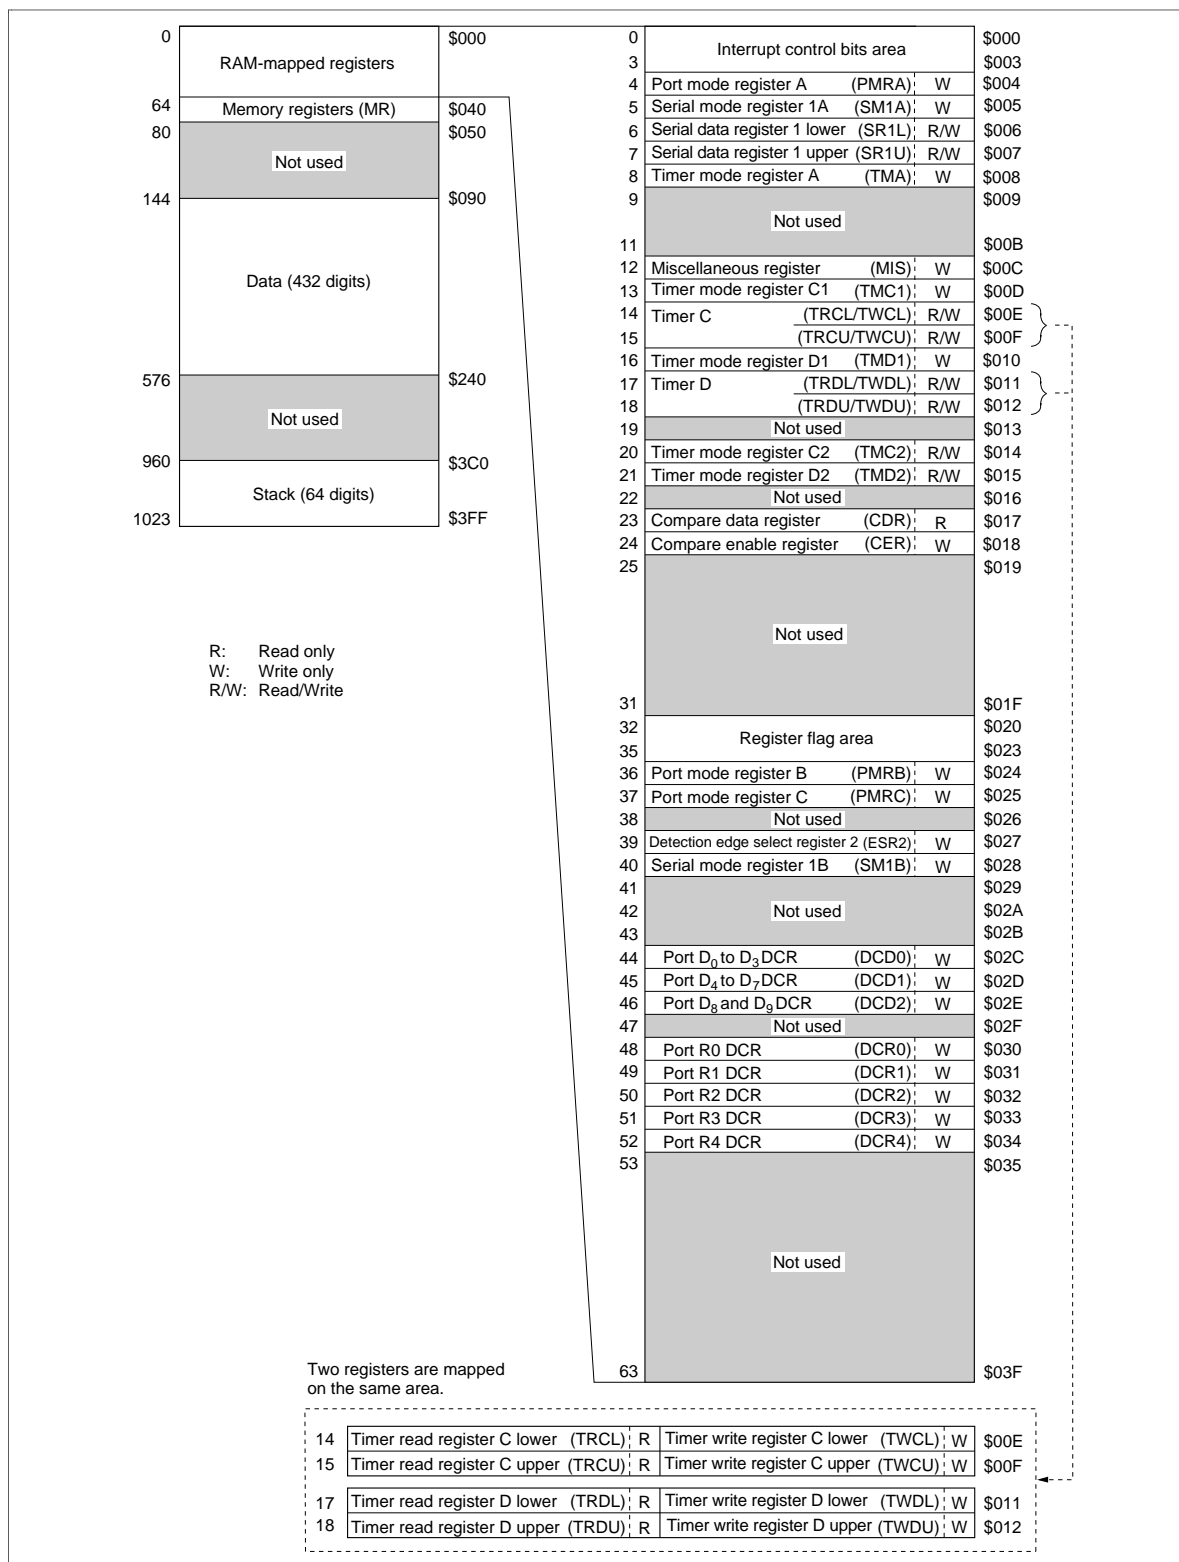 0 $000
RAM-mapped registers
64 Memory registers (MR) $040
80 $050
Not used
144 $090
Data (432 digits)
576 $240
Not used
960 $3C0
Stack (64 digits)
1023 $3FF
R: Read only
W: Write only
R/W: Read/Write
0 $000
Interrupt control bits area
3 $003
4 Port mode register A (PMRA) W $004
5 Serial mode register 1A (SM1A) W $005
6 Serial data register 1 lower (SR1L) R/W $006
7 Serial data register 1 upper (SR1U) R/W $007
8 Timer mode register A (TMA) W $008
9 $009
Not used
11 $00B
12 Miscellaneous register (MIS) W $00C
13 Timer mode register C1 (TMC1) W $00D
14 Timer C (TRCL/TWCL) R/W $00E
15 (TRCU/TWCU) R/W $00F
16 Timer mode register D1 (TMD1) W $010
17 Timer D (TRDL/TWDL) R/W $011
18 (TRDU/TWDU) R/W $012
19 Not used $013
20 Timer mode register C2 (TMC2) R/W $014
21 Timer mode register D2 (TMD2) R/W $015
22 Not used $016
23 Compare data register (CDR) R $017
24 Compare enable register (CER) W $018
25 $019
Not used
31 $01F
32 $020
Register flag area
35 $023
36 Port mode register B (PMRB) W $024
37 Port mode register C (PMRC) W $025
38 Not used $026
39 Detection edge select register 2 (ESR2) W $027
40 Serial mode register 1B (SM1B) W $028
41 $029
42 Not used $02A
43 $02B
44 Port D0 to D3 DCR (DCD0) W $02C
45 Port D4 to D7 DCR (DCD1) W $02D
46 Port D8 and D9 DCR (DCD2) W $02E
47 Not used $02F
48 Port R0 DCR (DCR0) W $030
49 Port R1 DCR (DCR1) W $031
50 Port R2 DCR (DCR2) W $032
51 Port R3 DCR (DCR3) W $033
52 Port R4 DCR (DCR4) W $034
53 $035
Not used
63 $03F
Two registers are mapped
on the same area.
14 Timer read register C lower (TRCL) R Timer write register C lower (TWCL) W $00E
15 Timer read register C upper (TRCU) R Timer write register C upper (TWCU) W $00F
17 Timer read register D lower (TRDL) R Timer write register D lower (TWDL) W $011
18 Timer read register D upper (TRDU) R Timer write register D upper (TWDU) W $012